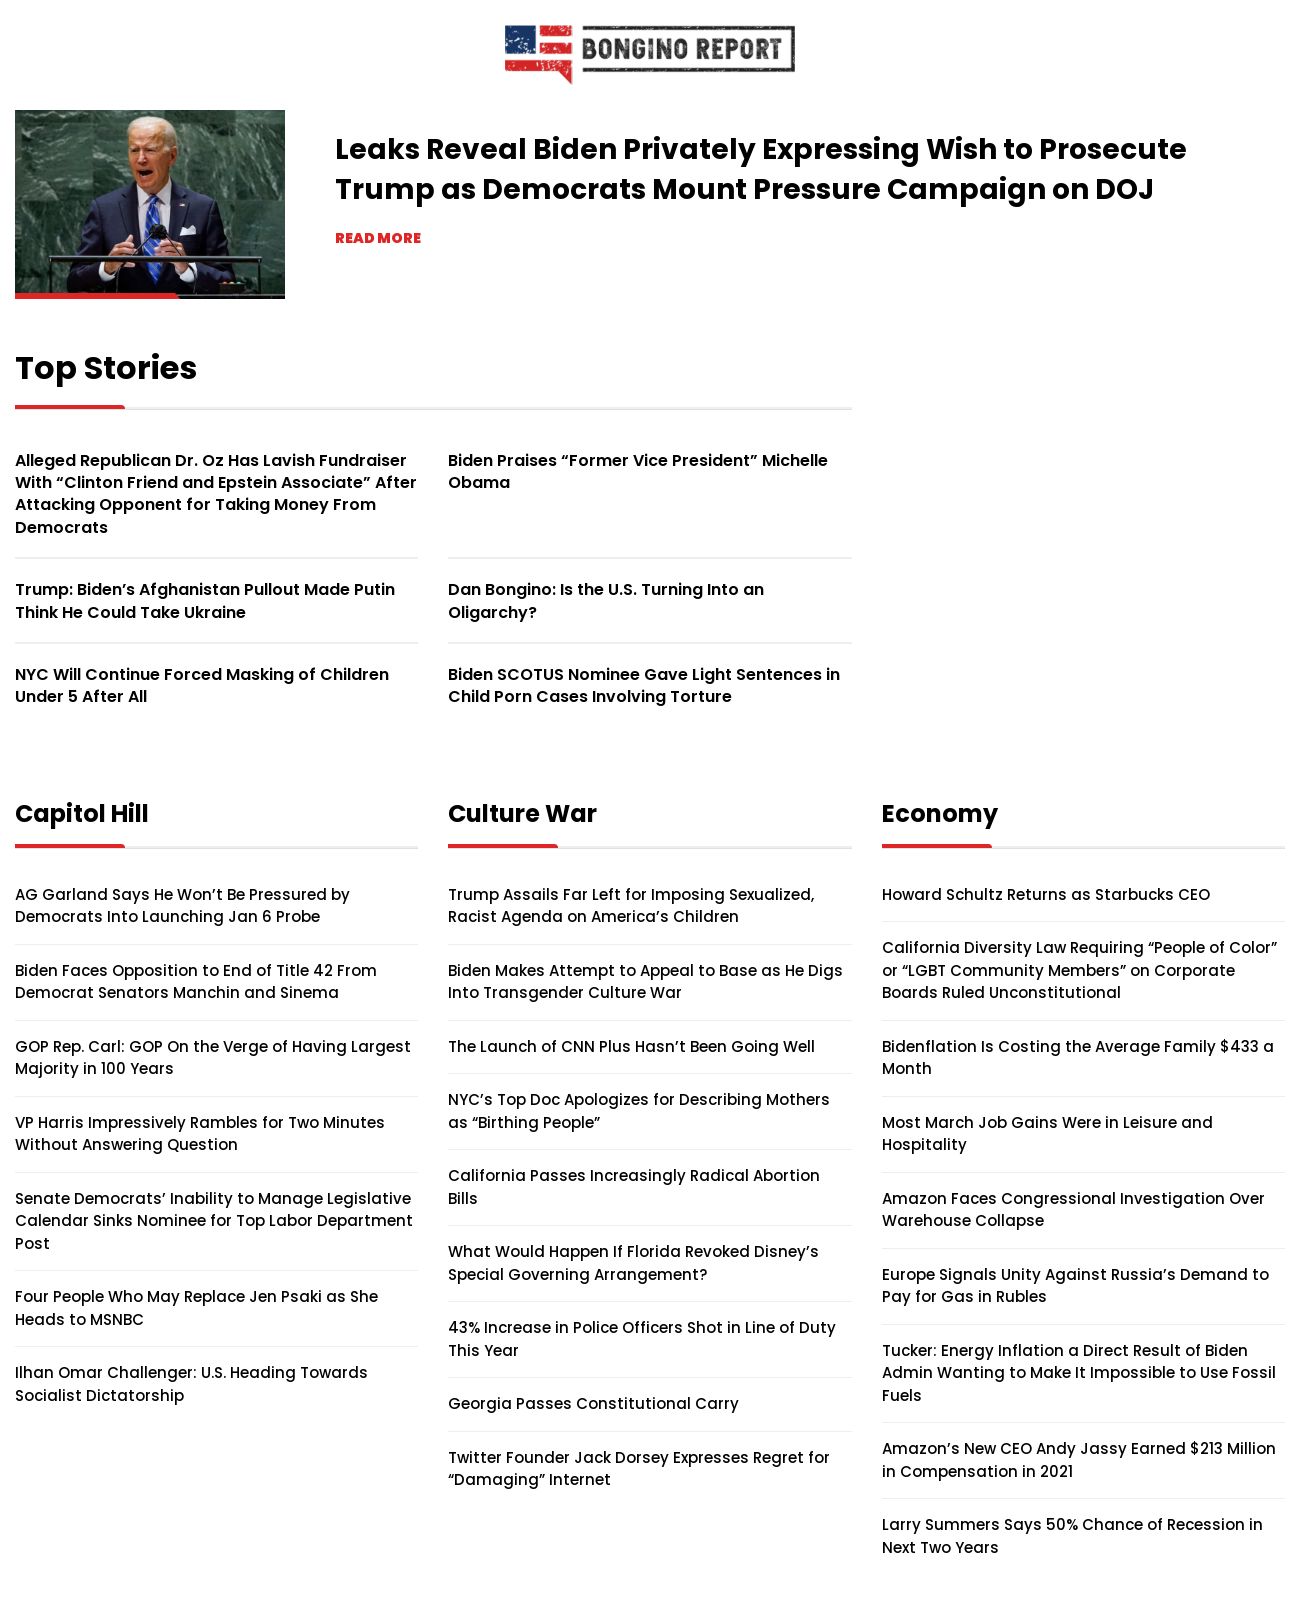 BONGINO REPORT
Leaks Reveal Biden Privately Expressing Wish to Prosecute
Trump as Democrats Mount Pressure Campaign on DOJ
READ MORE
Top Stories
Alleged Republican Dr. Oz Has Lavish Fundraiser
With “Clinton Friend and Epstein Associate” After
Attacking Opponent for Taking Money From
Democrats
Biden Praises “Former Vice President” Michelle
Obama
Trump: Biden’s Afghanistan Pullout Made Putin
Think He Could Take Ukraine
Dan Bongino: Is the U.S. Turning Into an
Oligarchy?
NYC Will Continue Forced Masking of Children
Under 5 After All
Biden SCOTUS Nominee Gave Light Sentences in
Child Porn Cases Involving Torture
Capitol Hill
AG Garland Says He Won’t Be Pressured by
Democrats Into Launching Jan 6 Probe
Biden Faces Opposition to End of Title 42 From
Democrat Senators Manchin and Sinema
GOP Rep. Carl: GOP On the Verge of Having Largest
Majority in 100 Years
VP Harris Impressively Rambles for Two Minutes
Without Answering Question
Senate Democrats’ Inability to Manage Legislative
Calendar Sinks Nominee for Top Labor Department
Post
Four People Who May Replace Jen Psaki as She
Heads to MSNBC
Ilhan Omar Challenger: U.S. Heading Towards
Socialist Dictatorship
Culture War
Trump Assails Far Left for Imposing Sexualized,
Racist Agenda on America’s Children
Biden Makes Attempt to Appeal to Base as He Digs
Into Transgender Culture War
The Launch of CNN Plus Hasn’t Been Going Well
NYC’s Top Doc Apologizes for Describing Mothers
as “Birthing People”
California Passes Increasingly Radical Abortion
Bills
What Would Happen If Florida Revoked Disney’s
Special Governing Arrangement?
43% Increase in Police Officers Shot in Line of Duty
This Year
Georgia Passes Constitutional Carry
Twitter Founder Jack Dorsey Expresses Regret for
“Damaging” Internet
Economy
Howard Schultz Returns as Starbucks CEO
California Diversity Law Requiring “People of Color”
or “LGBT Community Members” on Corporate
Boards Ruled Unconstitutional
Bidenflation Is Costing the Average Family $433 a
Month
Most March Job Gains Were in Leisure and
Hospitality
Amazon Faces Congressional Investigation Over
Warehouse Collapse
Europe Signals Unity Against Russia’s Demand to
Pay for Gas in Rubles
Tucker: Energy Inflation a Direct Result of Biden
Admin Wanting to Make It Impossible to Use Fossil
Fuels
Amazon’s New CEO Andy Jassy Earned $213 Million
in Compensation in 2021
Larry Summers Says 50% Chance of Recession in
Next Two Years